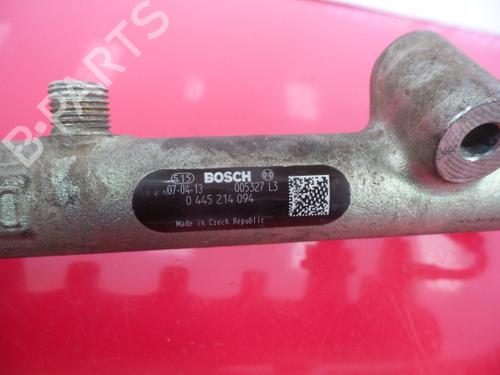 B-PARTS
515 BOSCH
07-04-13 005327 L3
0 445 214 094
Made in Czech Republic